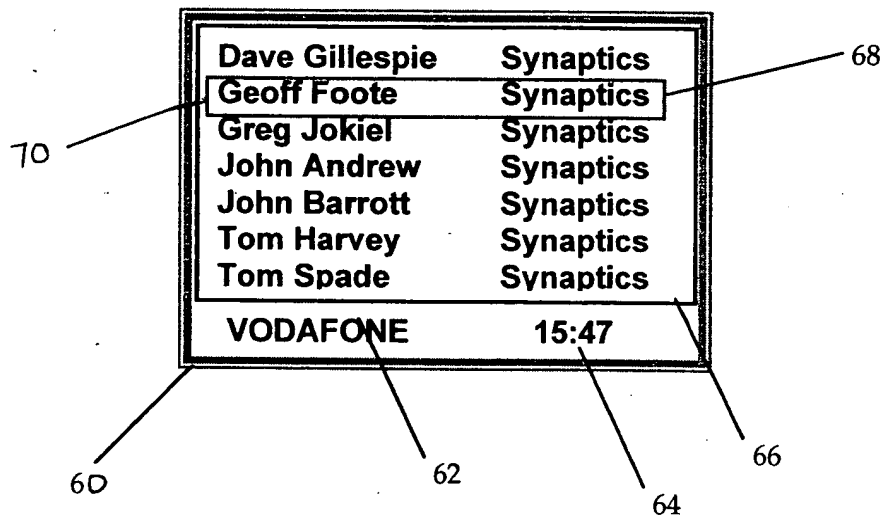 Dave Gillespie Synaptics
68
Geoff Foote Synaptics
70
Greg Jokiel Synaptics
John Andrew Synaptics
John Barrott Synaptics
Tom Harvey Synaptics
Tom Spade Synaptics
VODAFONE 15:47
66
62
60
64